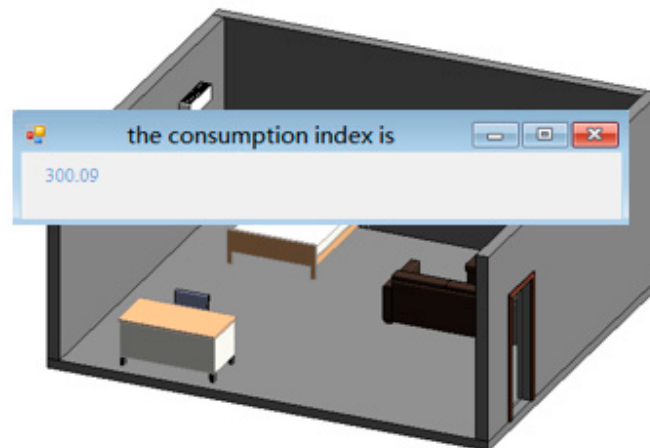 the consumption index is
300.09